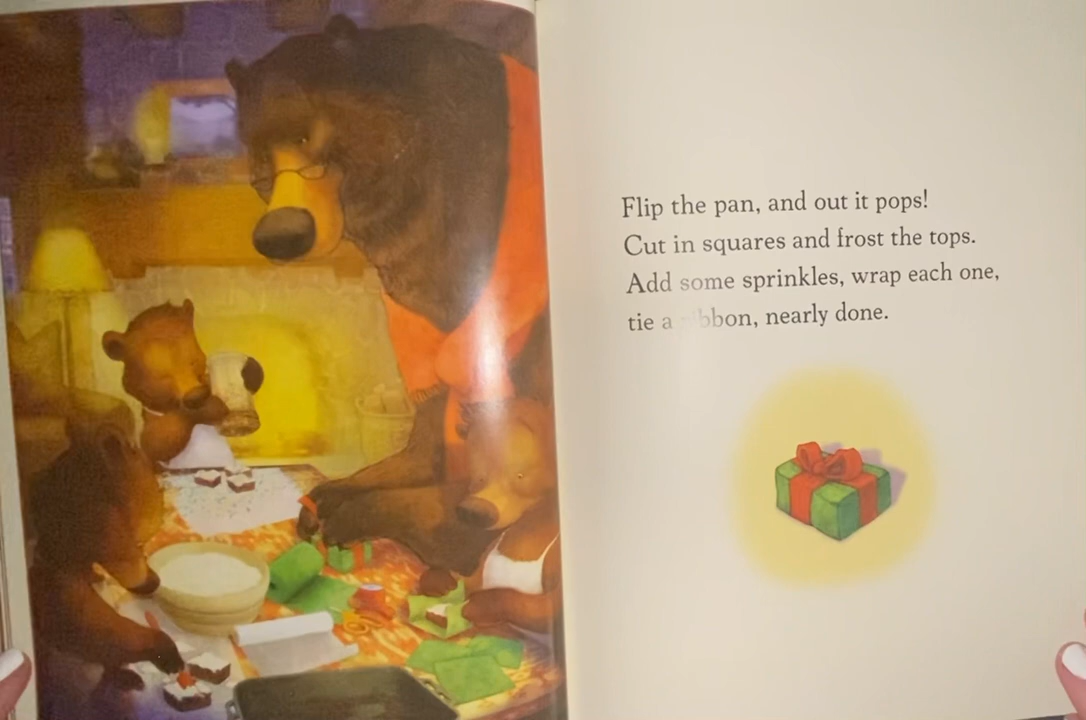 Flip the pan, and out it pops!
Cut in squares and frost the tops.
Add some sprinkles, wrap each one,
tie a ribbon, nearly done.